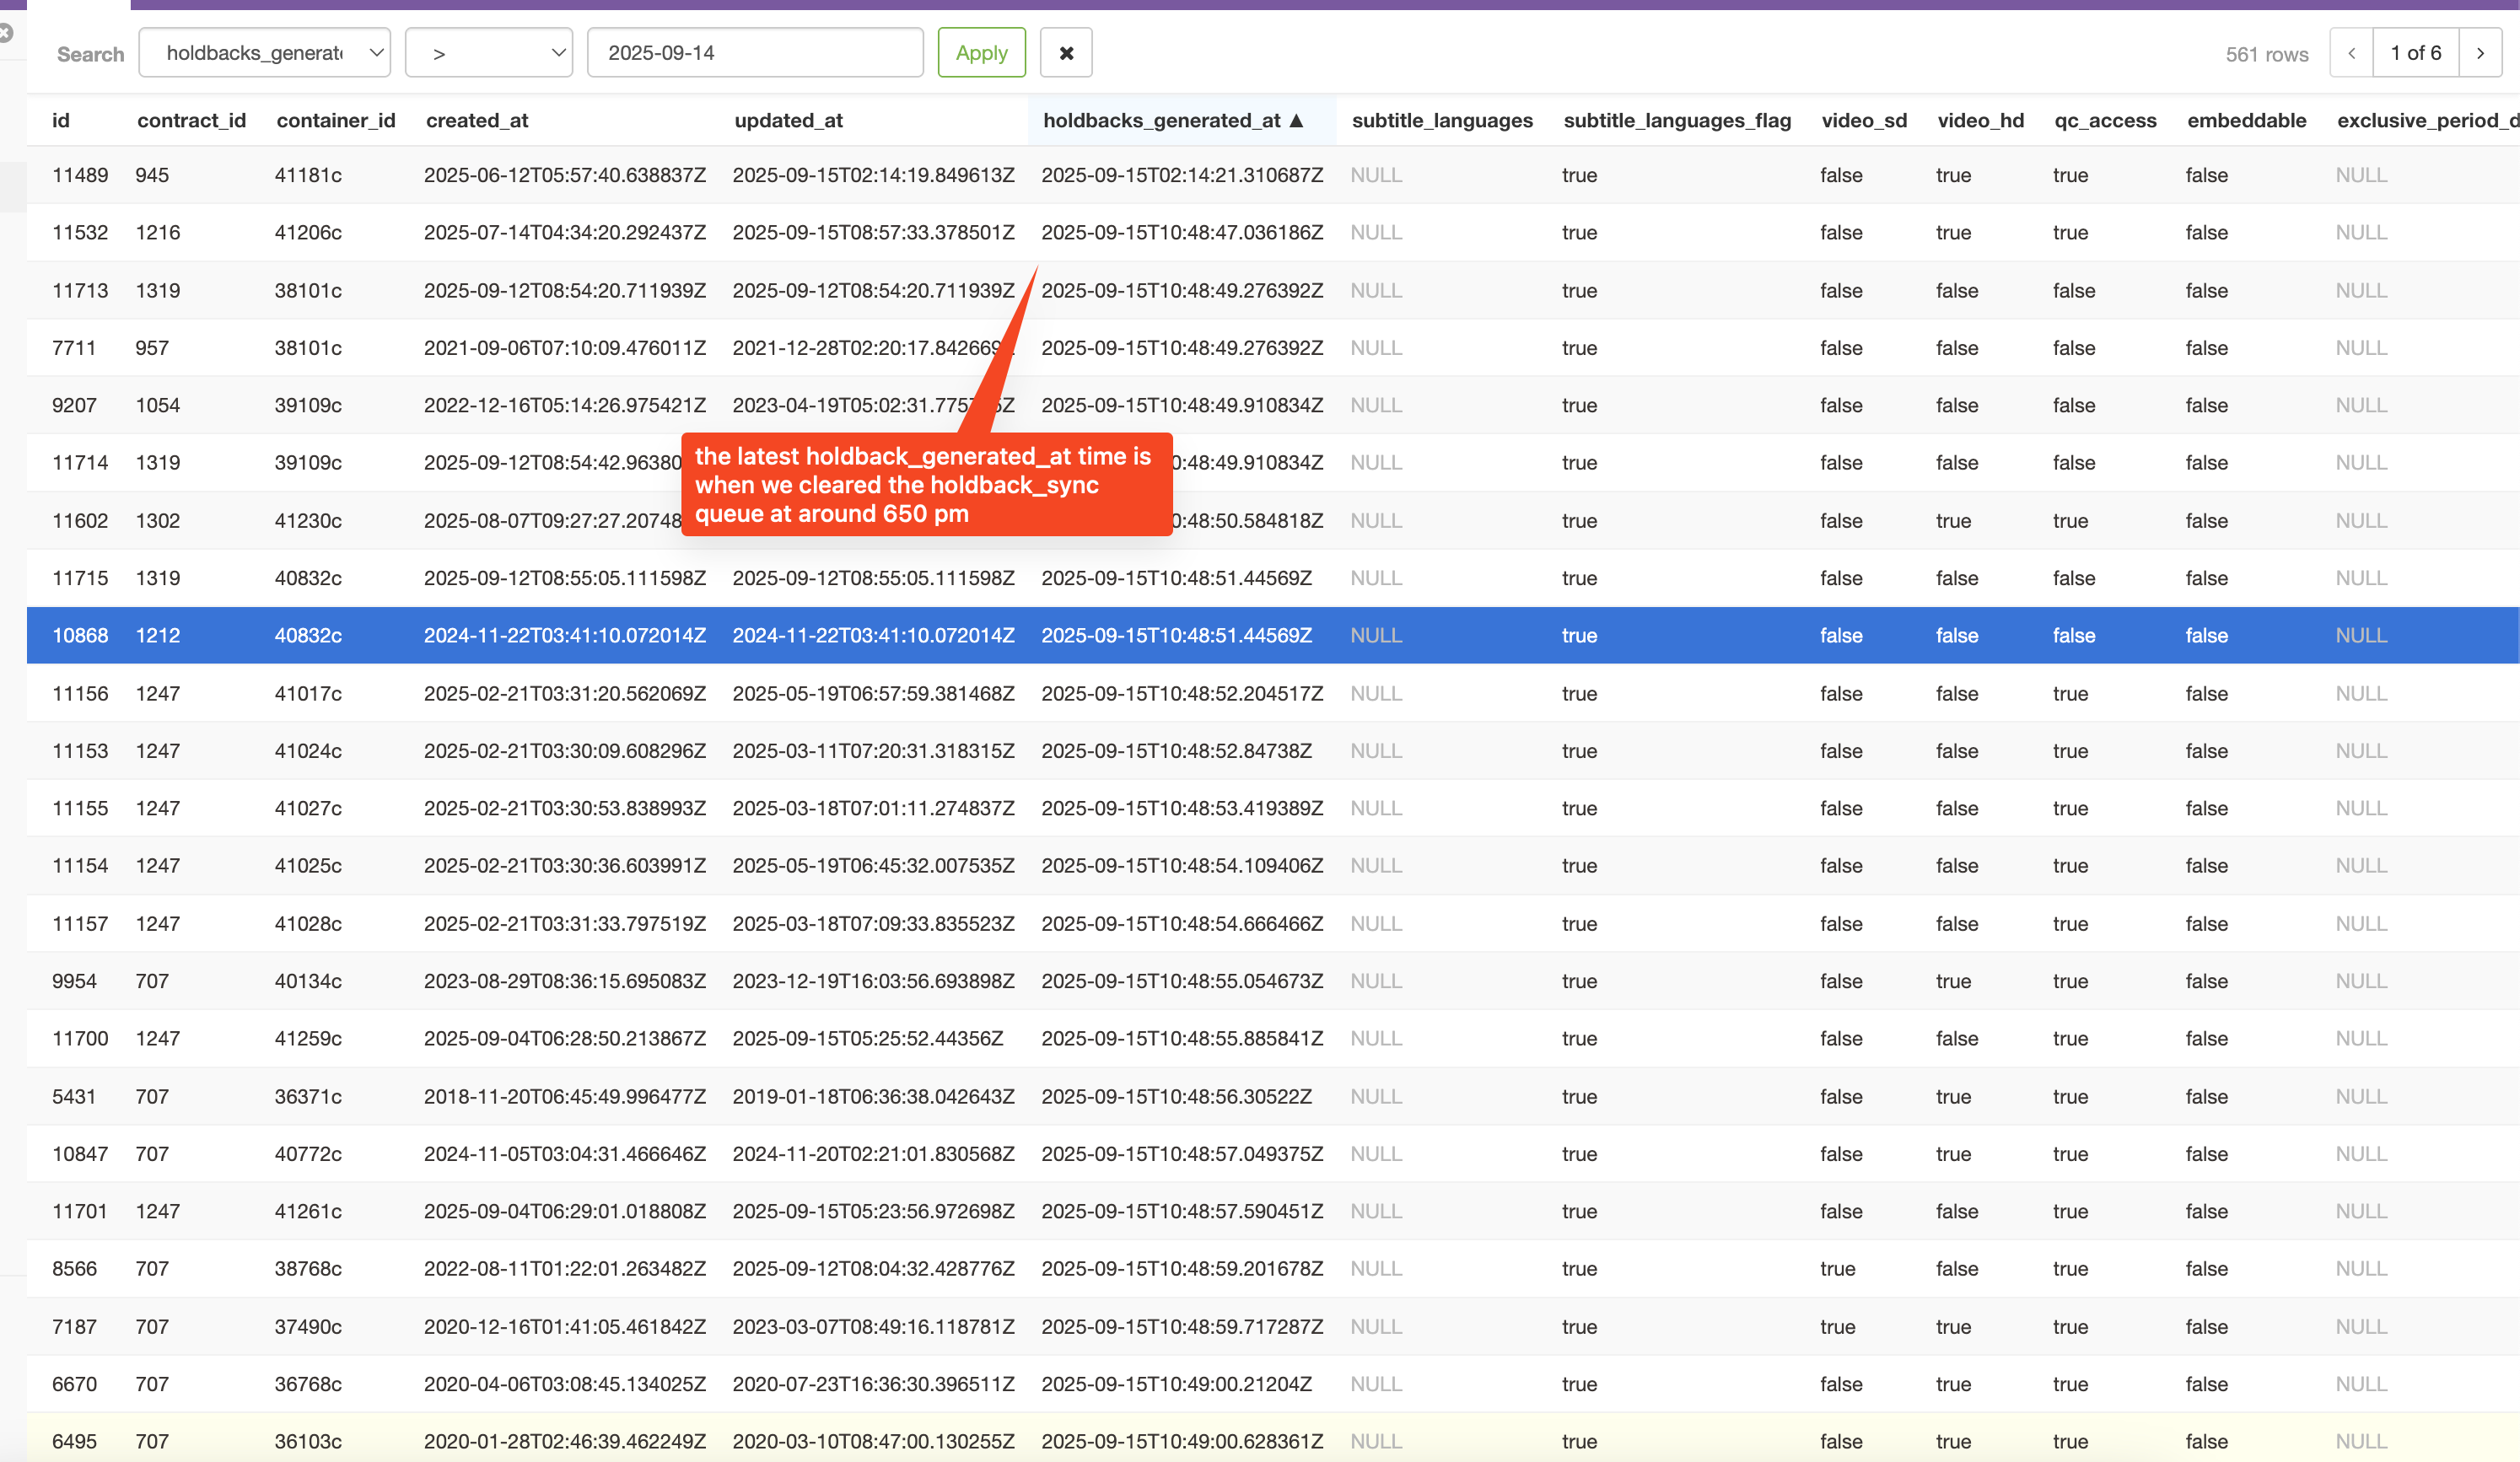 Search holdbacks_generate > 2025-09-14 Apply 561 rows 1 of 6
id contract_id container_id created_at updated_at holdbacks_generated_at ▲ subtitle_languages subtitle_languages_flag video_sd video_hd qc_access embeddable exclusive_period_d
11489 945 41181c 2025-06-12T05:57:40.638837Z 2025-09-15T02:14:19.849613Z 2025-09-15T02:14:21.310687Z NULL true false true true false NULL
11532 1216 41206c 2025-07-14T04:34:20.292437Z 2025-09-15T08:57:33.378501Z 2025-09-15T10:48:47.036186Z NULL true false true true false NULL
11713 1319 38101c 2025-09-12T08:54:20.711939Z 2025-09-12T08:54:20.711939Z 2025-09-15T10:48:49.276392Z NULL true false false false false NULL
7711 957 38101c 2021-09-06T07:10:09.476011Z 2021-12-28T02:20:17.842669 2025-09-15T10:48:49.276392Z NULL true false false false false NULL
9207 1054 39109c 2022-12-16T05:14:26.975421Z 2025-09-15T10:48:49.910834Z NULL true false false false false NULL
11714 1319 39109c 2025-09-12T08:54:42.96380 0:48:49.910834Z NULL true false false false false NULL
11602 1302 41230c 2025-08-07T09:27:27.20748 0:48:50.584818Z NULL true false true true false NULL
the latest holdback_generated_at time is
when we cleared the holdback_sync
queue at around 650 pm
11715 1319 40832c 2025-09-12T08:55:05.111598Z 2025-09-12T08:55:05.111598Z 2025-09-15T10:48:51.44569Z NULL true false false false false NULL
10868 1212 40832c 2024-11-22T03:41:10.072014Z 2024-11-22T03:41:10.072014Z 2025-09-15T10:48:51.44569Z NULL true false false false false NULL
11156 1247 41017c 2025-02-21T03:31:20.562069Z 2025-05-19T06:57:59.381468Z 2025-09-15T10:48:52.204517Z NULL true false false true false NULL
11153 1247 41024c 2025-02-21T03:30:09.608296Z 2025-03-11T07:20:31.318315Z 2025-09-15T10:48:52.84738Z NULL true false false true false NULL
11155 1247 41027c 2025-02-21T03:30:53.838993Z 2025-03-18T07:01:11.274837Z 2025-09-15T10:48:53.419389Z NULL true false false true false NULL
11154 1247 41025c 2025-02-21T03:30:36.603991Z 2025-05-19T06:45:32.007535Z 2025-09-15T10:48:54.109406Z NULL true false false true false NULL
11157 1247 41028c 2025-02-21T03:31:33.797519Z 2025-03-18T07:09:33.835523Z 2025-09-15T10:48:54.666466Z NULL true false false true false NULL
9954 707 40134c 2023-08-29T08:36:15.695083Z 2023-12-19T16:03:56.693898Z 2025-09-15T10:48:55.054673Z NULL true false true true false NULL
11700 1247 41259c 2025-09-04T06:28:50.213867Z 2025-09-15T05:25:52.44356Z 2025-09-15T10:48:55.885841Z NULL true false false true false NULL
5431 707 36371c 2018-11-20T06:45:49.996477Z 2019-01-18T06:36:38.042643Z 2025-09-15T10:48:56.30522Z NULL true false true true false NULL
10847 707 40772c 2024-11-05T03:04:31.466646Z 2024-11-20T02:21:01.830568Z 2025-09-15T10:48:57.049375Z NULL true false true true false NULL
11701 1247 41261c 2025-09-04T06:29:01.018808Z 2025-09-15T05:23:56.972698Z 2025-09-15T10:48:57.590451Z NULL true false false true false NULL
8566 707 38768c 2022-08-11T01:22:01.263482Z 2025-09-12T08:04:32.428776Z 2025-09-15T10:48:59.201678Z NULL true true false true false NULL
7187 707 37490c 2020-12-16T01:41:05.461842Z 2023-03-07T08:49:16.118781Z 2025-09-15T10:48:59.717287Z NULL true true true true false NULL
6670 707 36768c 2020-04-06T03:08:45.134025Z 2020-07-23T16:36:30.396511Z 2025-09-15T10:49:00.21204Z NULL true false true true false NULL
6495 707 36103c 2020-01-28T02:46:39.462249Z 2020-03-10T08:47:00.130255Z 2025-09-15T10:49:00.628361Z NULL true false true true false NULL